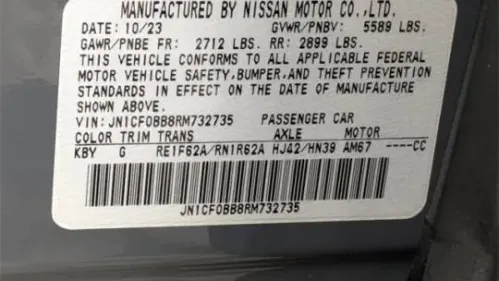 MANUFACTURED BY NISSAN MOTOR CO.,LTD.
DATE: 10/23 GVWR/PNBV: 5589 LBS.
GAWR/PNBE FR: 2712 LBS. RR: 2899 LBS.
THIS VEHICLE CONFORMS TO ALL APPLICABLE FEDERAL
MOTOR VEHICLE SAFETY,BUMPER,AND THEFT PREVENTION
STANDARDS IN EFFECT ON THE DATE OF MANUFACTURE
SHOWN ABOVE.
VIN: JN1CF0BB8RM732735 PASSENGER CAR
COLOR TRIM TRANS AXLE MOTOR
KBY G RE1F62A/RN1R62A HJ42/HN39 AM67 ----CC
JN1CF0BB8RM732735